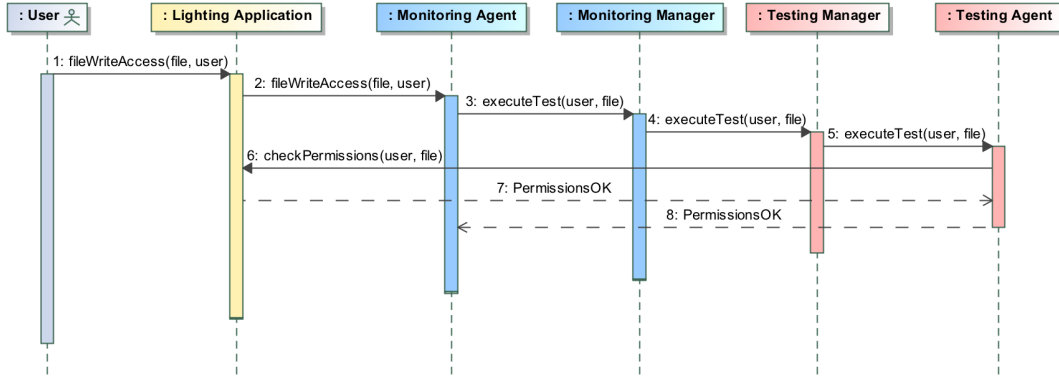 : User
: Lighting Application
: Monitoring Agent
: Monitoring Manager
: Testing Manager
: Testing Agent
1: fileWriteAccess(file, user)
2: fileWriteAccess(file, user)
3: executeTest(user, file)
4: executeTest(user, file)
5: executeTest(user, file)
6: checkPermissions(user, file)
7: PermissionsOK
8: PermissionsOK